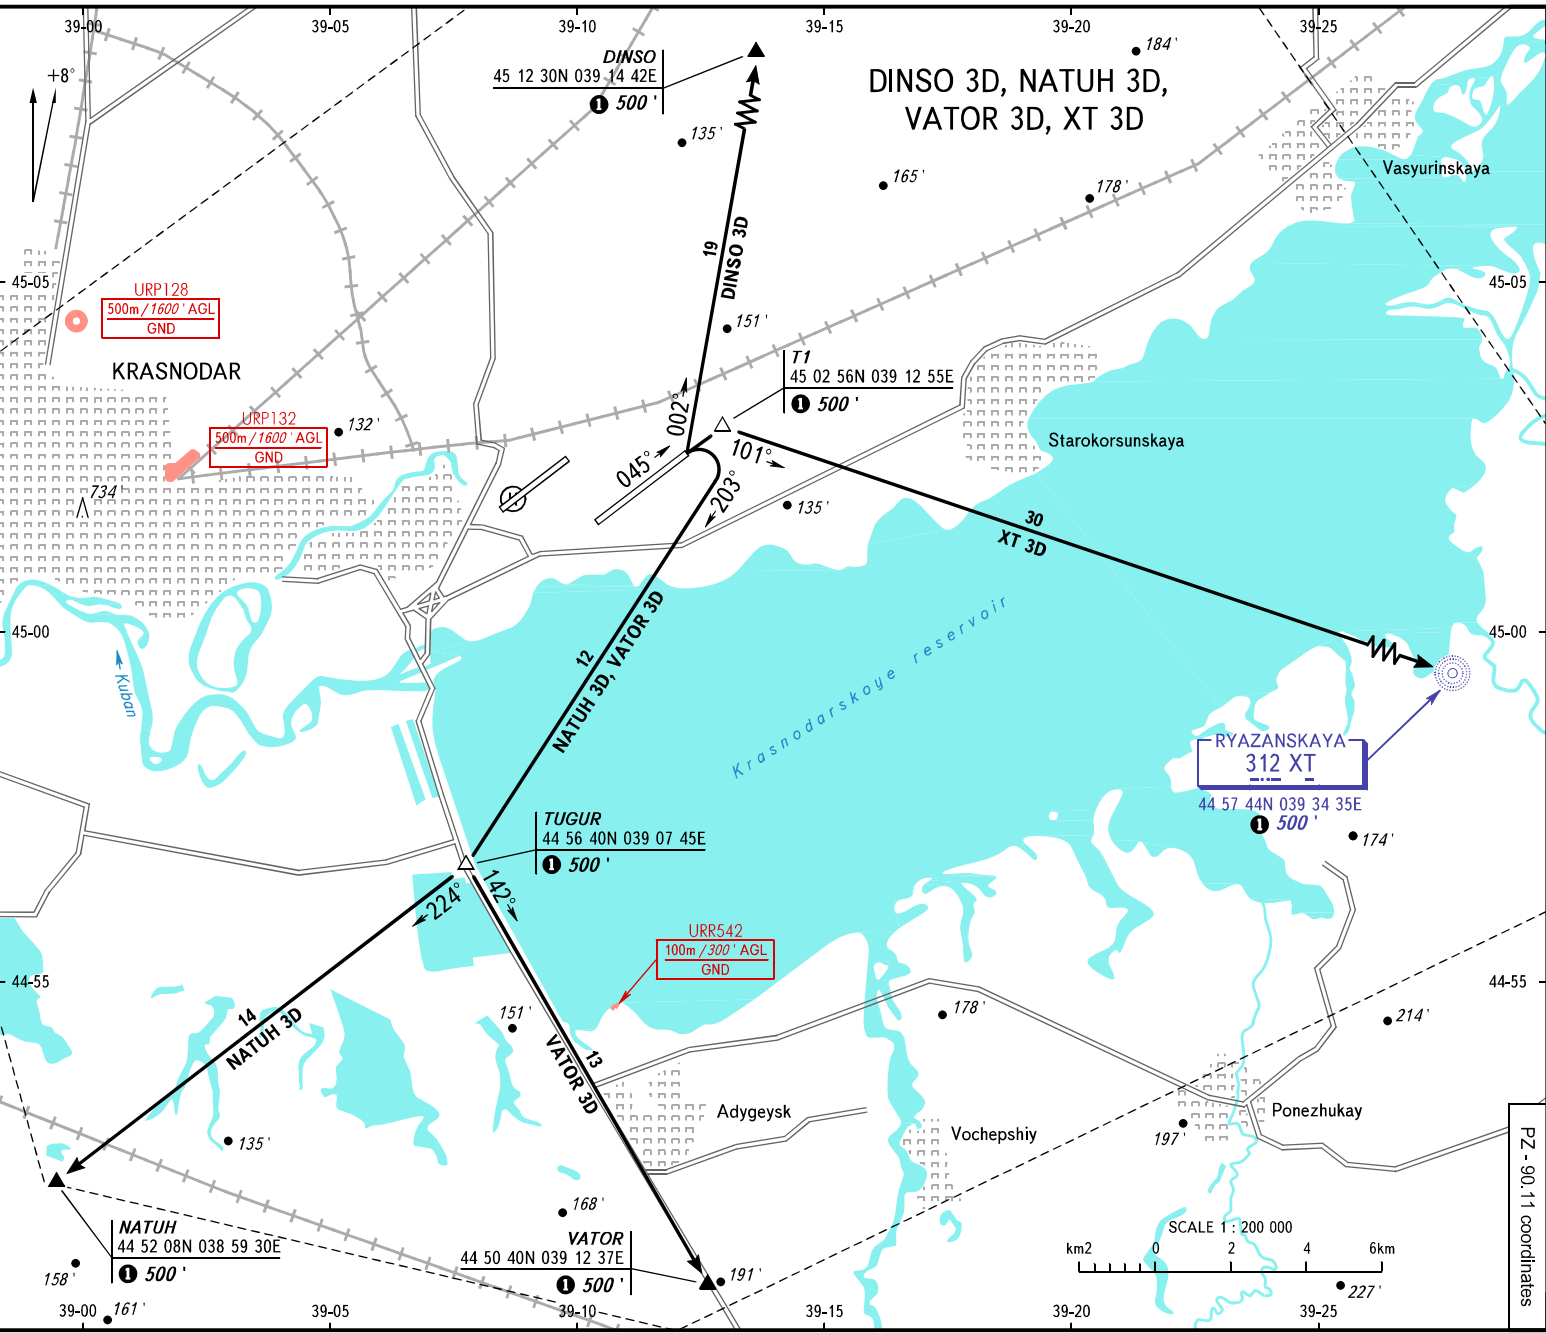 39-00
39-05
39-10
39-15
39-20
39-25
+8°
DINSO
45 12 30N 039 14 42E
1 500 '
DINSO 3D, NATUH 3D,
VATOR 3D, XT 3D
184'
135'
165'
178'
Vasyurinskaya
19
DINSO 3D
45-05
45-05
URP128
500m/1600' AGL
GND
151'
KRASNODAR
T1
45 02 56N 039 12 55E
1 500 '
URP132
500m/1600' AGL
GND
132'
002°
045°
101°
203°
Starokorsunskaya
734
135'
30
XT 3D
45-00
45-00
12
NATUH 3D, VATOR 3D
Krasnodarskoye reservoir
Kuban
RYAZANSKAYA
312 XT
44 57 44N 039 34 35E
1 500 '
174'
TUGUR
44 56 40N 039 07 45E
1 500 '
224°
142°
URR542
100m/300' AGL
GND
44-55
44-55
14
NATUH 3D
151'
13
VATOR 3D
178'
214'
Adygeysk
Vochepshiy
Ponezhukay
197'
135'
168'
NATUH
44 52 08N 038 59 30E
1 500 '
VATOR
44 50 40N 039 12 37E
1 500 '
191'
158'
161'
SCALE 1 : 200 000
km2 0 2 4 6km
227'
PZ - 90.11 coordinates
39-00
39-05
39-10
39-15
39-20
39-25